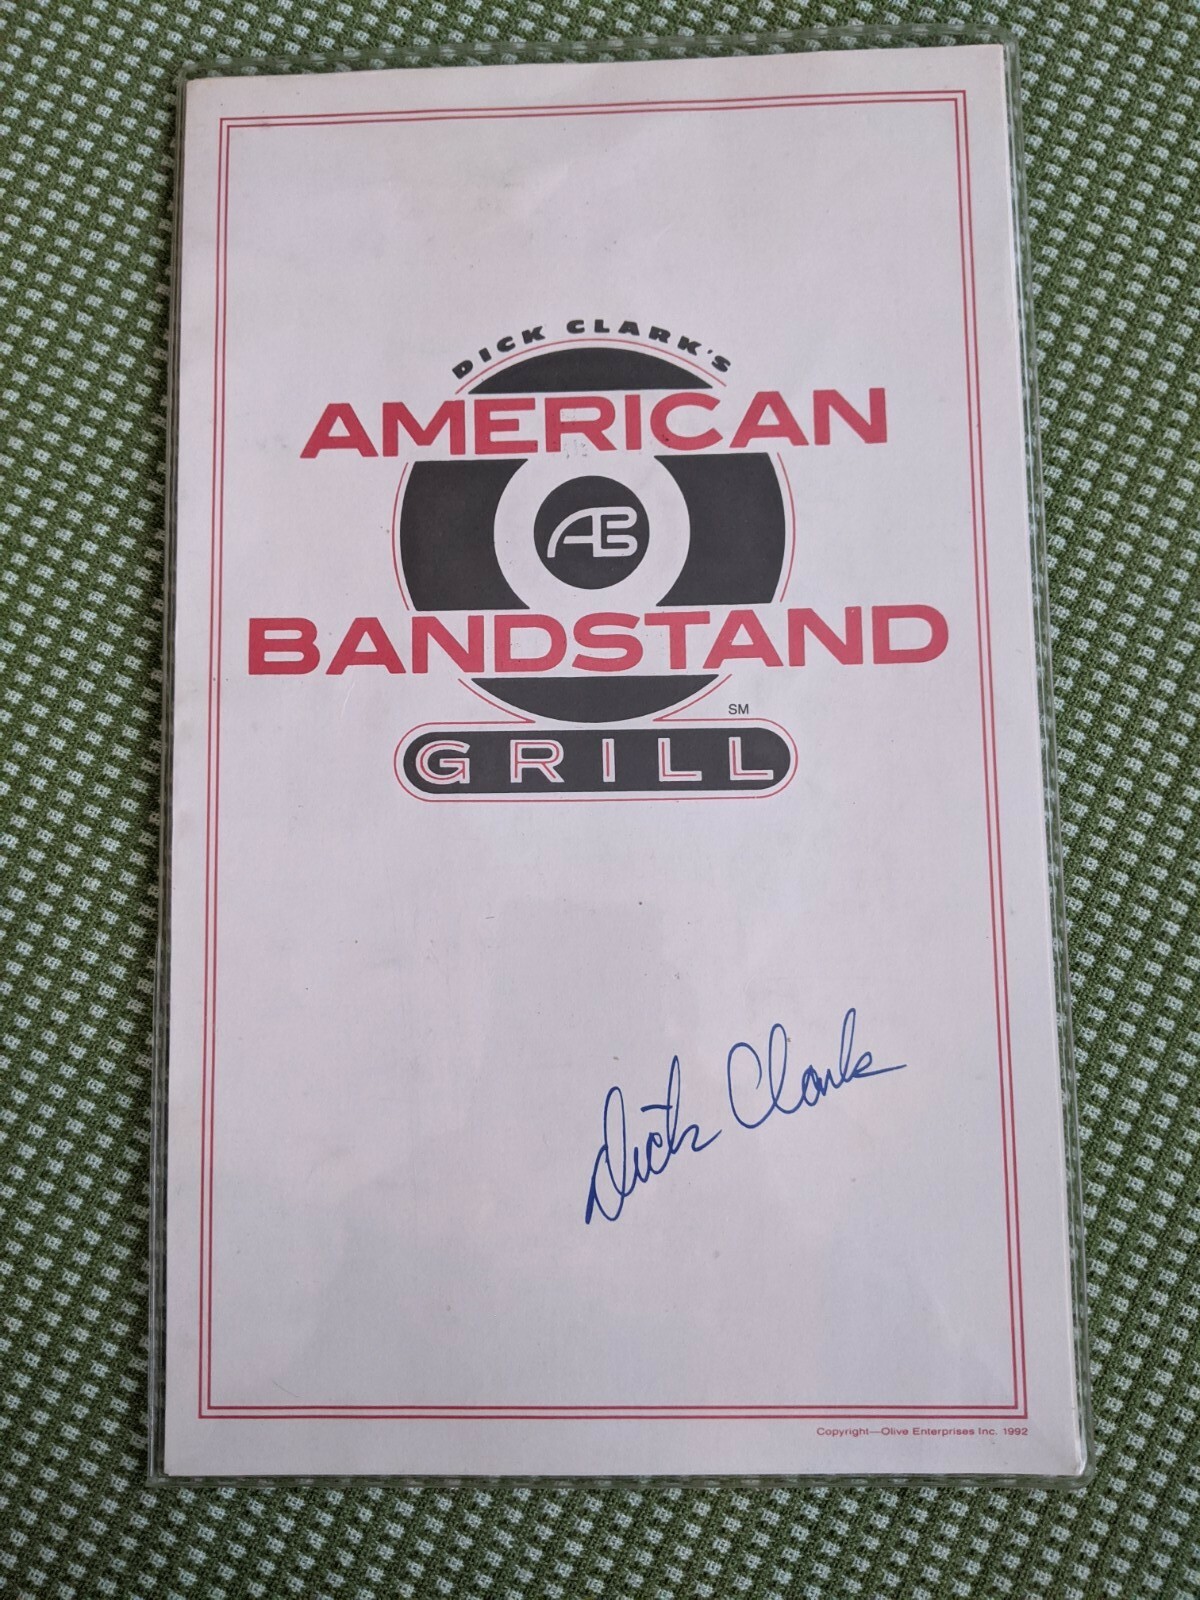 DICK CLARK'S
AMERICAN
AB
BANDSTAND
SM
GRILL
Dick Clark
Copyright—Olive Enterprises Inc. 1992